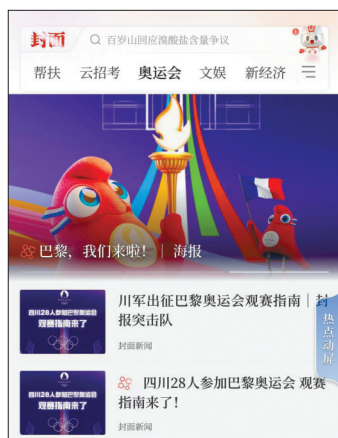 封面
百岁山回应溴酸盐含量争议
帮扶 云招考 奥运会 文娱 新经济
巴黎，我们来啦！｜海报
四川28人参加巴黎奥运会
观赛指南来了
川军出征巴黎奥运会观赛指南｜封
报突击队
封面新闻
热点动屏
四川28人参加巴黎奥运会
观赛指南来了
四川28人参加巴黎奥运会 观赛
指南来了！
封面新闻